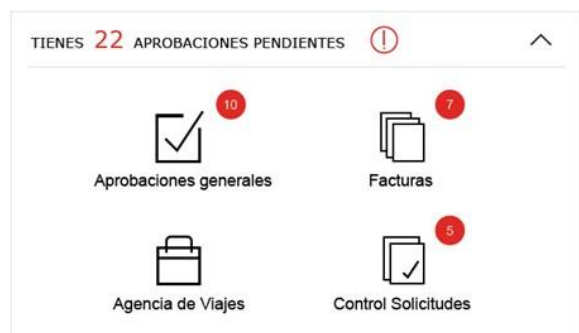 TIENES 22 APROBACIONES PENDIENTES
10
7
Aprobaciones generales
Facturas
5
Agencia de Viajes
Control Solicitudes